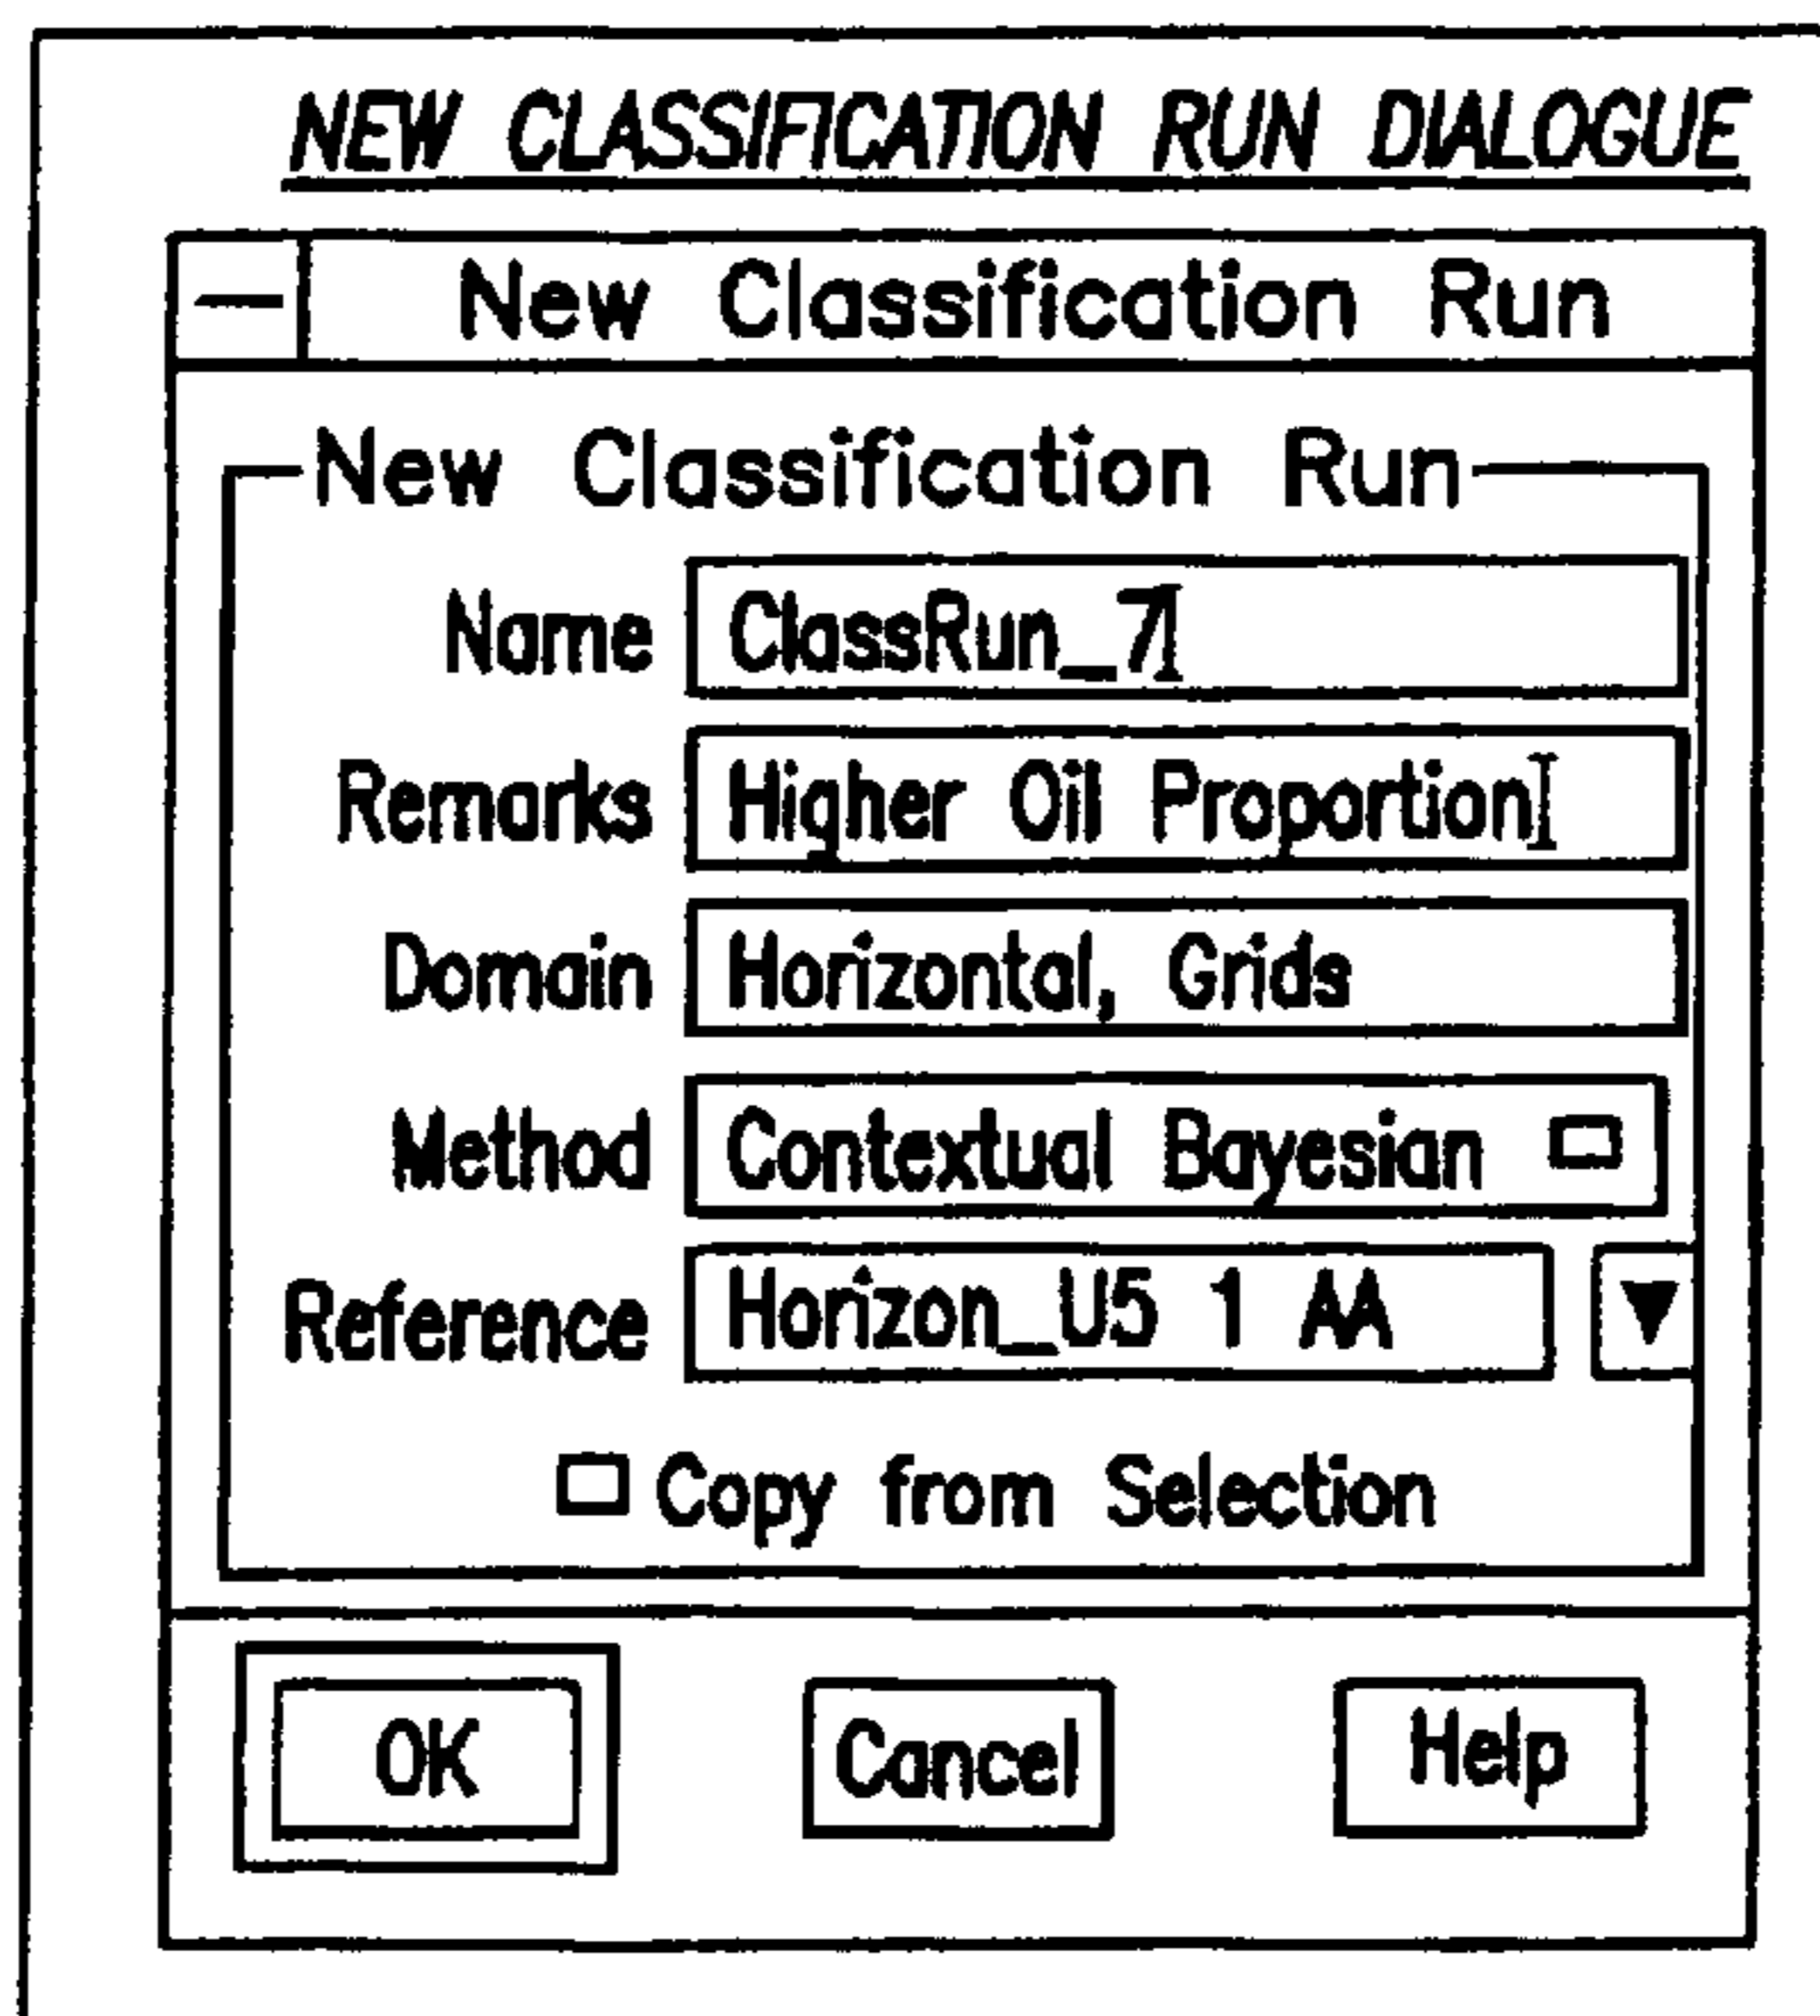 NEW CLASSIFICATION RUN DIALOGUE
New Classification Run
New Classification Run
Name ClassRun_7
Remarks Higher Oil Proportion
Domain Horizontal, Grids
Method Contextual Bayesian
Reference Horizon_U5 1 AA
Copy from Selection
OK Cancel Help